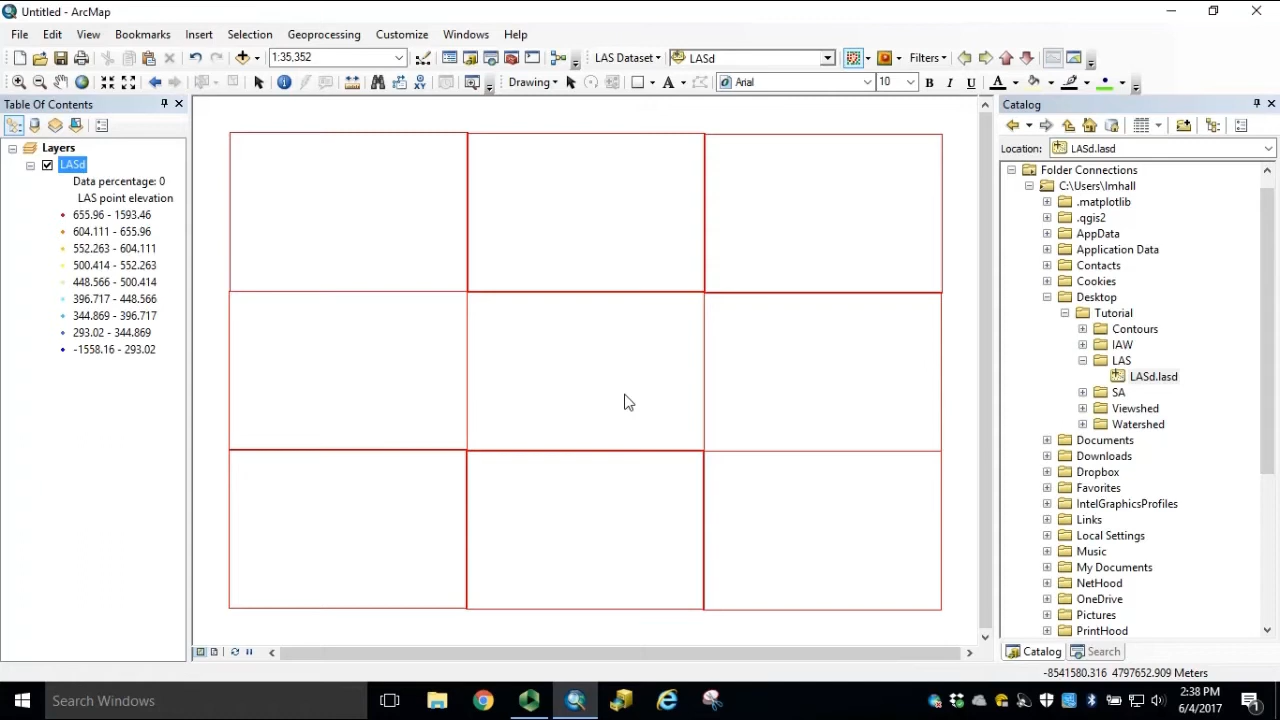 Untitled - ArcMap
File Edit View Bookmarks Insert Selection Geoprocessing Customize Windows Help
1:35,352
LAS Dataset
LASd
Filters
Drawing
A
Arial
10
B I U A
Table Of Contents
Catalog
Location: LASd.lasd
Layers
LASd
Data percentage: 0
LAS point elevation
655.96 - 1593.46
604.111 - 655.96
552.263 - 604.111
500.414 - 552.263
448.566 - 500.414
396.717 - 448.566
344.869 - 396.717
293.02 - 344.869
-1558.16 - 293.02
Folder Connections
C:\Users\lmhall
.matplotlib
.qgis2
AppData
Application Data
Contacts
Cookies
Desktop
Tutorial
Contours
IAW
LAS
LASd.lasd
SA
Viewshed
Watershed
Documents
Downloads
Dropbox
Favorites
IntelGraphicsProfiles
Links
Local Settings
Music
My Documents
NetHood
OneDrive
Pictures
PrintHood
Catalog Search
-8541580.316 4797652.909 Meters
Search Windows
2:38 PM
6/4/2017
1